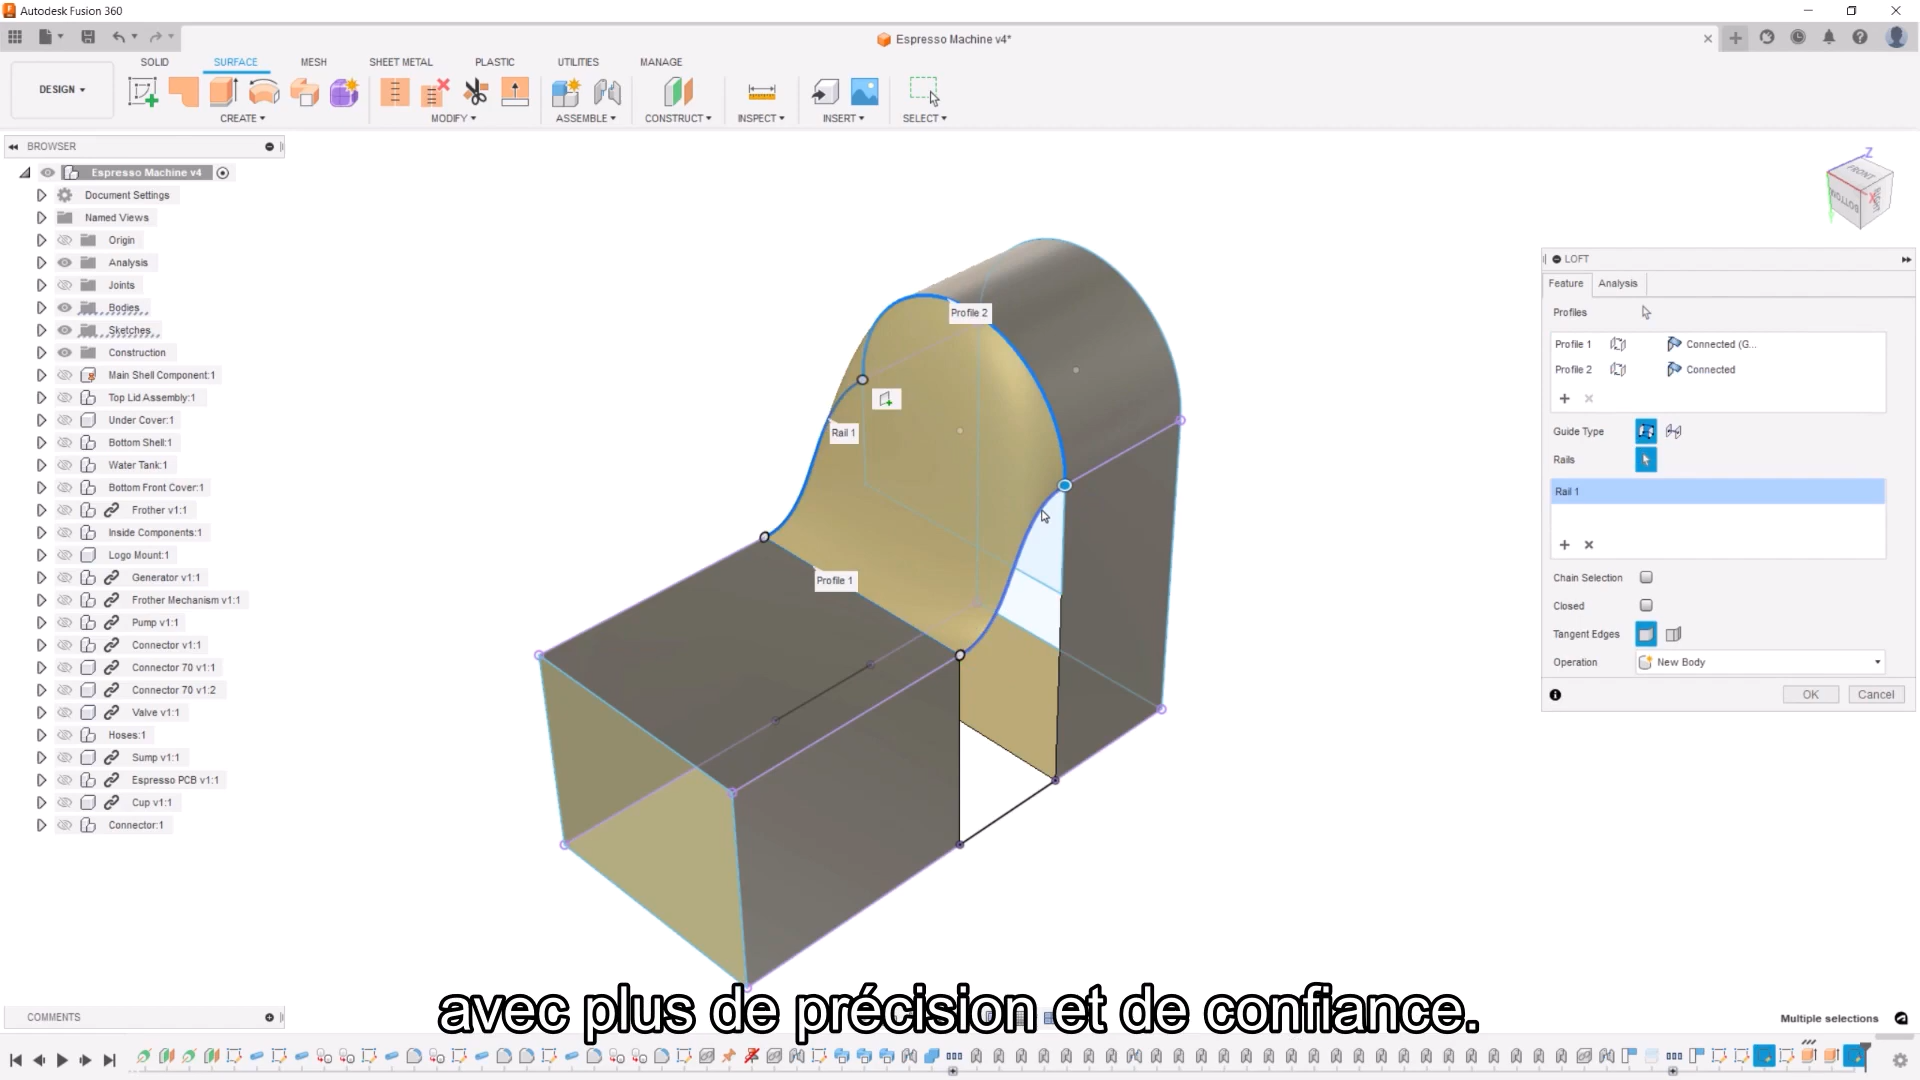 Autodesk Fusion 360
Espresso Machine v4*
SOLID
SURFACE
MESH
SHEET METAL
PLASTIC
UTILITIES
MANAGE
DESIGN
CREATE
MODIFY
ASSEMBLE
CONSTRUCT
INSPECT
INSERT
SELECT
BROWSER
Espresso Machine v4
Document Settings
Named Views
Origin
Analysis
Joints
Bodies
Sketches
Construction
Main Shell Component:1
Top Lid Assembly:1
Under Cover:1
Bottom Shell:1
Water Tank:1
Bottom Front Cover:1
Frother v1:1
Inside Components:1
Logo Mount:1
Generator v1:1
Frother Mechanism v1:1
Pump v1:1
Connector v1:1
Connector 70 v1:1
Connector 70 v1:2
Valve v1:1
Hoses:1
Sump v1:1
Espresso PCB v1:1
Cup v1:1
Connector:1
Profile 2
Rail 1
Profile 1
Z
FRONT
BOTTOM
RIGHT
X
LOFT
Feature
Analysis
Profiles
Profile 1 Connected (G...
Profile 2 Connected
Guide Type
Rails
Rail 1
Chain Selection
Closed
Tangent Edges
Operation New Body
OK
Cancel
avec plus de précision et de confiance.
COMMENTS
Multiple selections